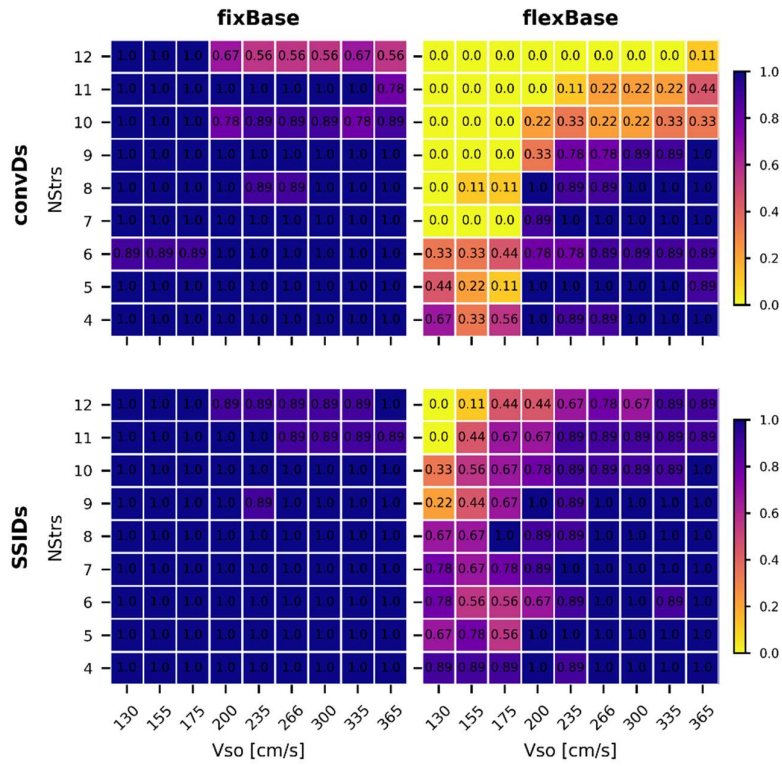 fixBase flexBase
12 1.0 1.0 1.0 0.67 0.56 0.56 0.56 0.67 0.56 0.0 0.0 0.0 0.0 0.0 0.0 0.0 0.0 0.11
11 1.0 1.0 1.0 1.0 1.0 1.0 1.0 1.0 0.78 0.0 0.0 0.0 0.0 0.11 0.22 0.22 0.22 0.44
10 1.0 1.0 1.0 0.78 0.89 0.89 0.89 0.78 0.89 0.0 0.0 0.0 0.22 0.33 0.22 0.22 0.33 0.33
9 1.0 1.0 1.0 1.0 1.0 1.0 1.0 1.0 1.0 0.0 0.0 0.0 0.33 0.78 0.78 0.89 0.89 1.0
8 1.0 1.0 1.0 1.0 0.89 0.89 1.0 1.0 1.0 0.0 0.11 0.11 1.0 0.89 0.89 1.0 1.0 1.0
7 1.0 1.0 1.0 1.0 1.0 1.0 1.0 1.0 1.0 0.0 0.0 0.0 0.89 1.0 1.0 1.0 1.0 1.0
6 0.89 0.89 0.89 1.0 1.0 1.0 1.0 1.0 1.0 0.33 0.33 0.44 0.78 0.78 0.89 0.89 0.89 0.89
5 1.0 1.0 1.0 1.0 1.0 1.0 1.0 1.0 1.0 0.44 0.22 0.11 1.0 1.0 1.0 1.0 1.0 0.89
4 1.0 1.0 1.0 1.0 1.0 1.0 1.0 1.0 1.0 0.67 0.33 0.56 1.0 0.89 0.89 1.0 1.0 1.0
convDs
NStrs
1.0
0.8
0.6
0.4
0.2
0.0
12 1.0 1.0 1.0 0.89 0.89 0.89 0.89 0.89 1.0 0.0 0.11 0.44 0.44 0.67 0.78 0.67 0.89 0.89
11 1.0 1.0 1.0 1.0 1.0 0.89 0.89 0.89 0.89 0.0 0.44 0.67 0.67 0.89 0.89 0.89 0.89 0.89
10 1.0 1.0 1.0 1.0 1.0 1.0 1.0 1.0 1.0 0.33 0.56 0.67 0.78 0.89 0.89 0.89 0.89 1.0
9 1.0 1.0 1.0 1.0 0.89 1.0 1.0 1.0 1.0 0.22 0.44 0.67 1.0 0.89 1.0 1.0 1.0 1.0
8 1.0 1.0 1.0 1.0 1.0 1.0 1.0 1.0 1.0 0.67 0.67 1.0 0.89 0.89 1.0 1.0 1.0 1.0
7 1.0 1.0 1.0 1.0 1.0 1.0 1.0 1.0 1.0 0.78 0.67 0.78 0.89 1.0 1.0 1.0 1.0 1.0
6 1.0 1.0 1.0 1.0 1.0 1.0 1.0 1.0 1.0 0.78 0.56 0.56 0.67 0.89 1.0 1.0 0.89 1.0
5 1.0 1.0 1.0 1.0 1.0 1.0 1.0 1.0 1.0 0.67 0.78 0.56 1.0 1.0 1.0 1.0 1.0 1.0
4 1.0 1.0 1.0 1.0 1.0 1.0 1.0 1.0 1.0 0.89 0.89 0.89 1.0 0.89 1.0 1.0 1.0 1.0
SSIDs
NStrs
1.0
0.8
0.6
0.4
0.2
0.0
130 155 175 200 235 266 300 335 365 130 155 175 200 235 266 300 335 365
Vso [cm/s] Vso [cm/s]